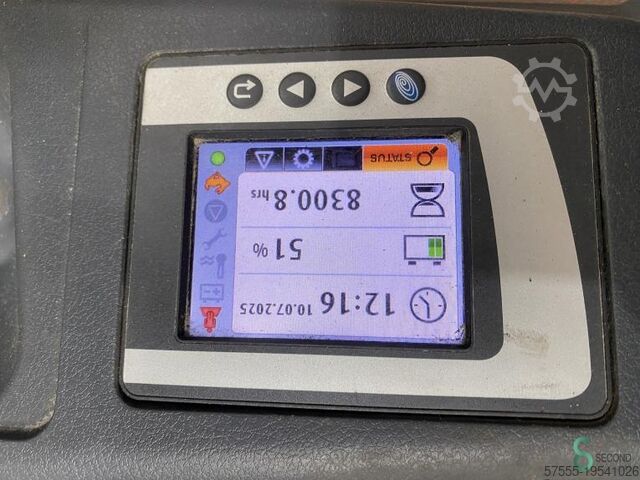 12:16 10.07.2025
51 %
8300.8 hrs
STATUS
SECOND
57555-19541026